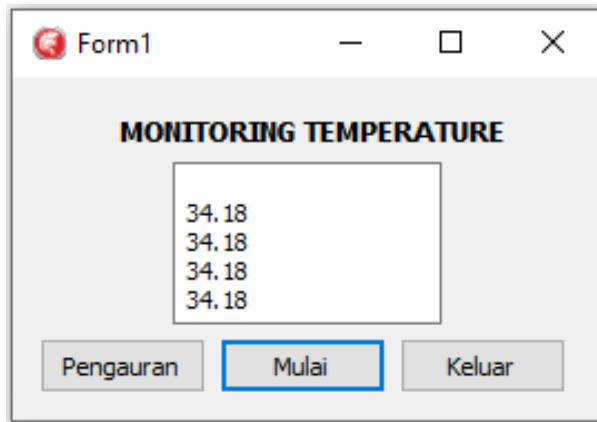 Form1
MONITORING TEMPERATURE
34.18
34.18
34.18
34.18
Pengauran Mulai Keluar